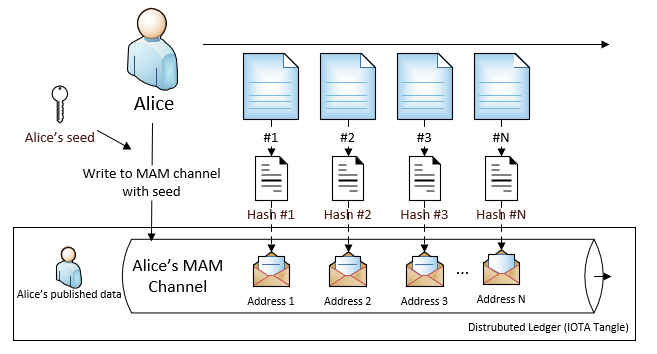 Alice
Alice's seed
Write to MAM channel
with seed
#1
#2
#3
#N
Hash #1
Hash #2
Hash #3
Hash #N
Alice's published data
Alice's MAM
Channel
Address 1
Address 2
Address 3
...
Address N
Distrubuted Ledger (IOTA Tangle)